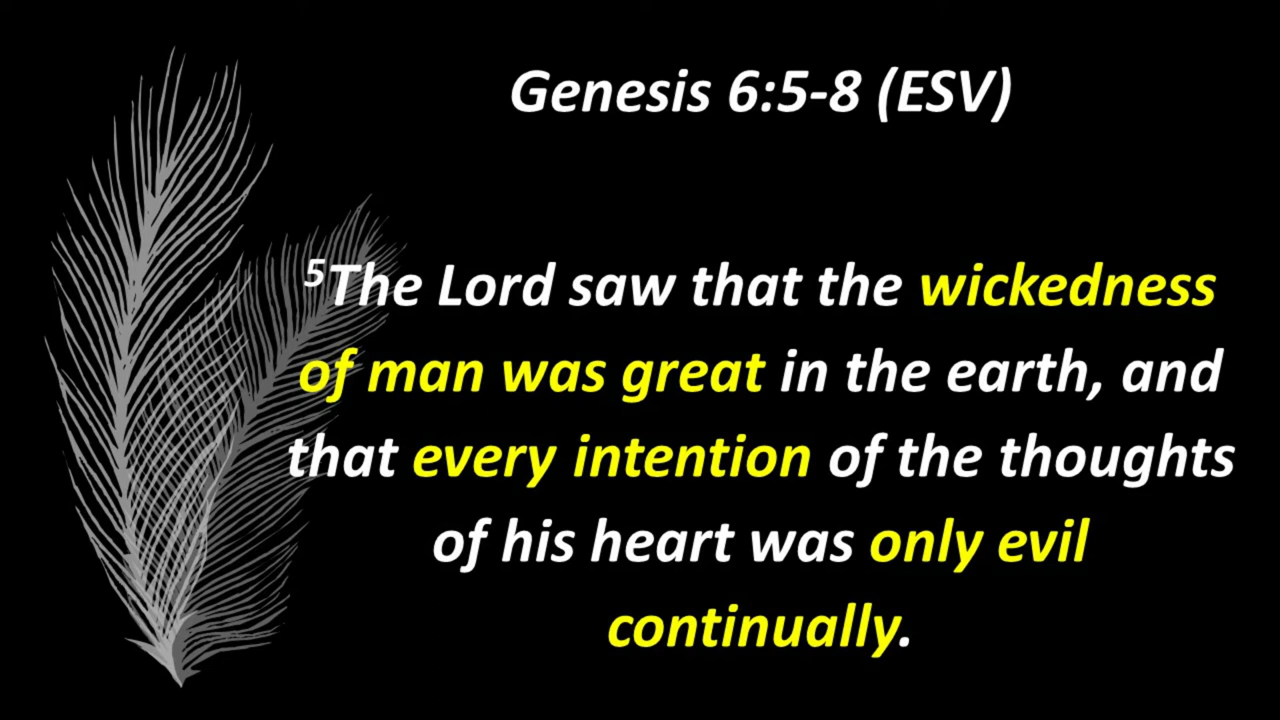 Genesis 6:5-8 (ESV)
⁵The Lord saw that the wickedness
of man was great in the earth, and
that every intention of the thoughts
of his heart was only evil
continually.